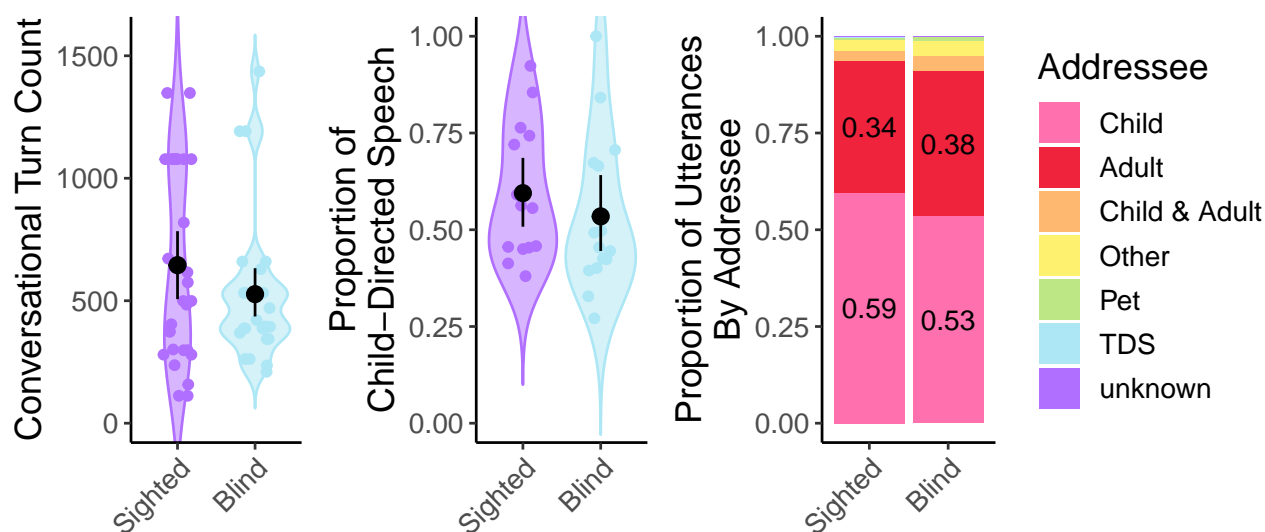 Conversational Turn Count
1500
1000
500
0
Sighted
Blind
Proportion of
Child−Directed Speech
1.00
0.75
0.50
0.25
0.00
Sighted
Blind
Proportion of Utterances
By Addressee
1.00
0.75
0.50
0.25
0.00
0.34
0.38
0.59
0.53
Sighted
Blind
Addressee
Child
Adult
Child & Adult
Other
Pet
TDS
unknown